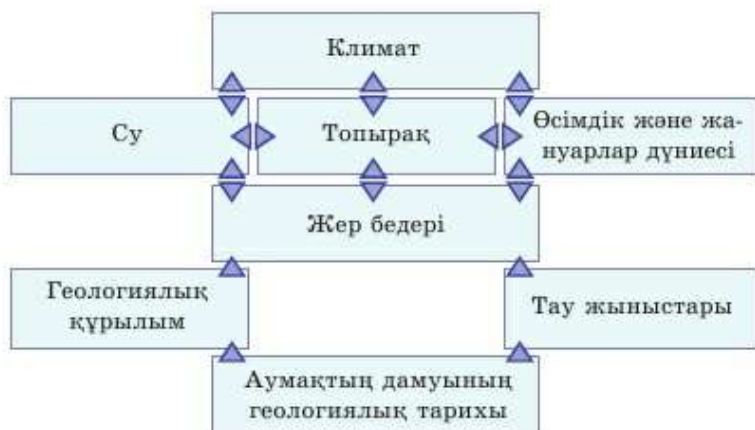 Климат
Су
Топырақ
Өсімдік және жа-
нуарлар дүниесі
Жер бедері
Геологиялық
құрылым
Тау жыныстары
Аумақтың дамуының
геологиялық тарихы